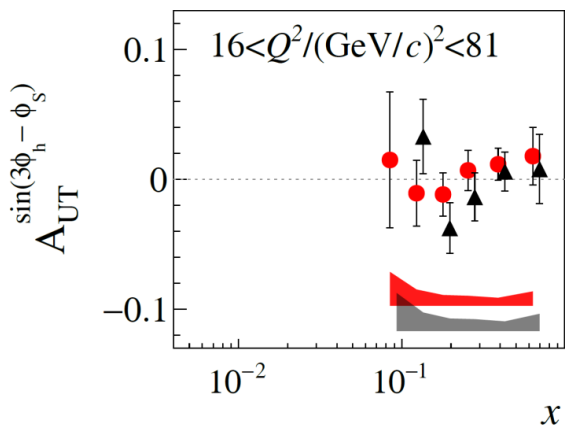 16<Q²/(GeV/c)²<81
A_UT^sin(3ϕ_h − ϕ_S)
0.1
0
−0.1
10⁻² 10⁻¹
x